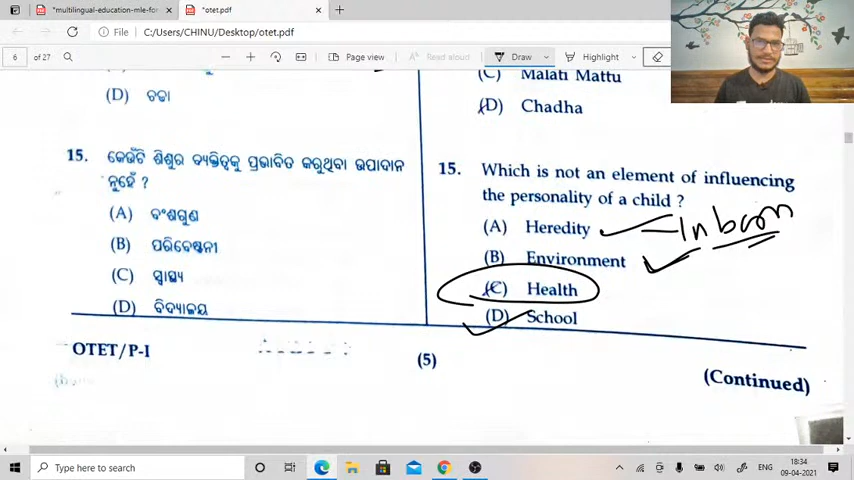 *multilingual-education-mle-for
*otet.pdf
File
C:/Users/CHINU/Desktop/otet.pdf
6 of 27
Page view
Read aloud
Draw
Highlight
(D) ଚଢା
(C) Malati Mattu
(D) Chadha
15. କେଉଁଟି ଶିଶୁର ବ୍ୟକ୍ତିତ୍ୱକୁ ପ୍ରଭାବିତ କରୁଥିବା ଉପାଦାନ
ନୁହେଁ ?
(A) ବଂଶଗୁଣ
(B) ପରିବେଷ୍ଟନୀ
(C) ସ୍ୱାସ୍ଥ୍ୟ
(D) ବିଦ୍ୟାଳୟ
15. Which is not an element of influencing
the personality of a child ?
(A) Heredity
In born
(B) Environment
(C) Health
(D) School
OTET/P-I
(5)
(Continued)
Type here to search
ENG
18:34
09-04-2021